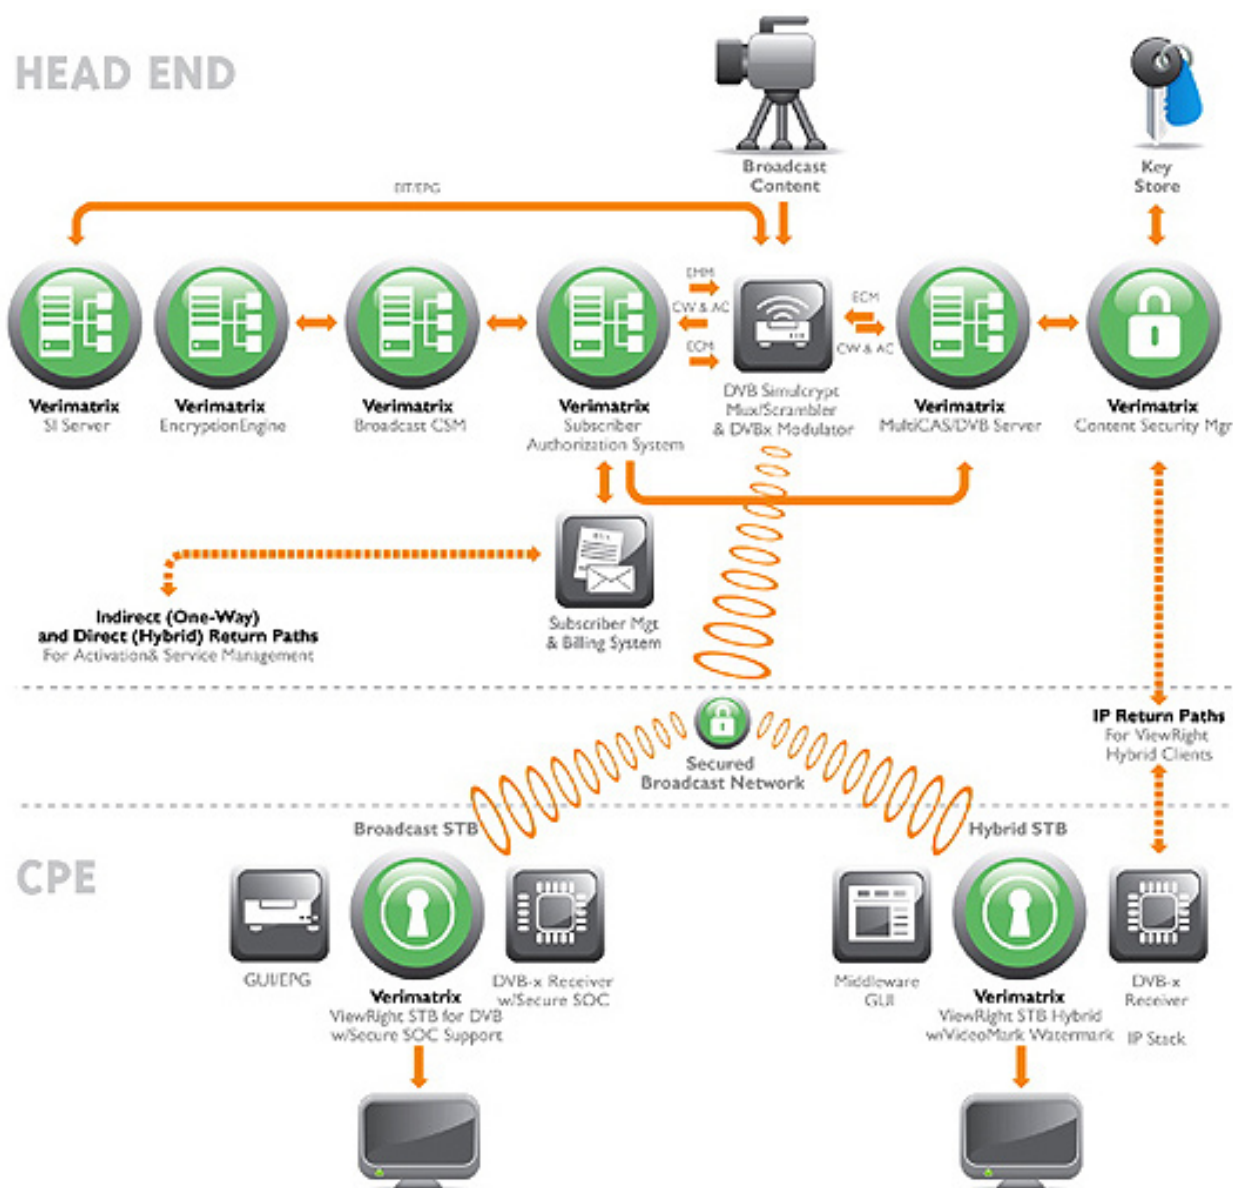 HEAD END
Broadcast
Content
Key
Store
EIT/EPG
EMM
CW & AC
ECM
ECM
CW & AC
Verimatrix
SI Server
Verimatrix
EncryptionEngine
Verimatrix
Broadcast CSM
Verimatrix
Subscriber
Authorization System
DVB Simulcrypt
Mux/Scrambler
& DVBx Modulator
Verimatrix
MultiCAS/DVB Server
Verimatrix
Content Security Mgr
Indirect (One-Way)
and Direct (Hybrid) Return Paths
For Activation& Service Management
Subscriber Mgt
& Billing System
IP Return Paths
For ViewRight
Hybrid Clients
Secured
Broadcast Network
CPE
Broadcast STB
Hybrid STB
GUI/EPG
Verimatrix
ViewRight STB for DVB
w/Secure SOC Support
DVB-x Receiver
w/Secure SOC
Middleware
GUI
Verimatrix
ViewRight STB Hybrid
w/VideoMark Watermark
DVB-x
Receiver
IP Stack